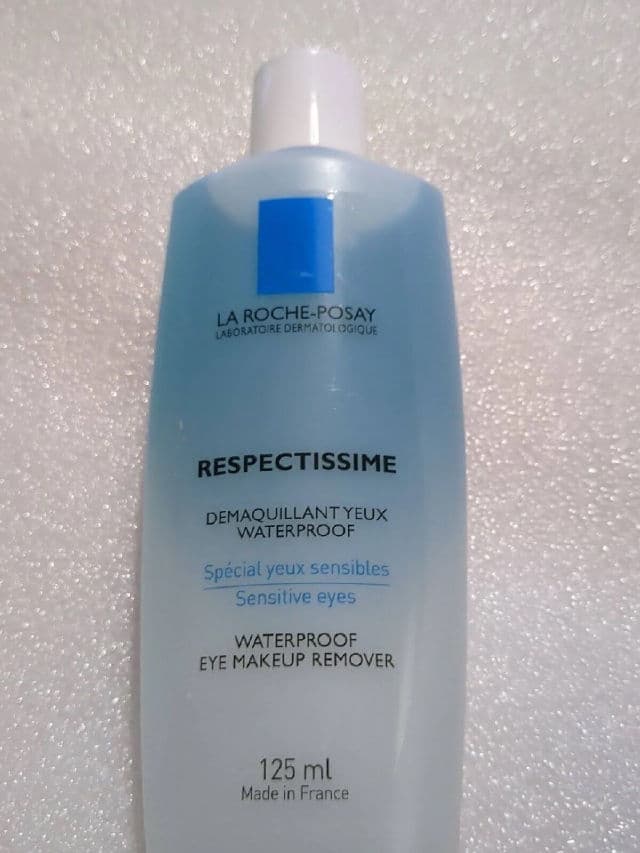 LA ROCHE-POSAY
LABORATOIRE DERMATOLOGIQUE
RESPECTISSIME
DEMAQUILLANT YEUX
WATERPROOF
Spécial yeux sensibles
Sensitive eyes
WATERPROOF
EYE MAKEUP REMOVER
125 ml
Made in France